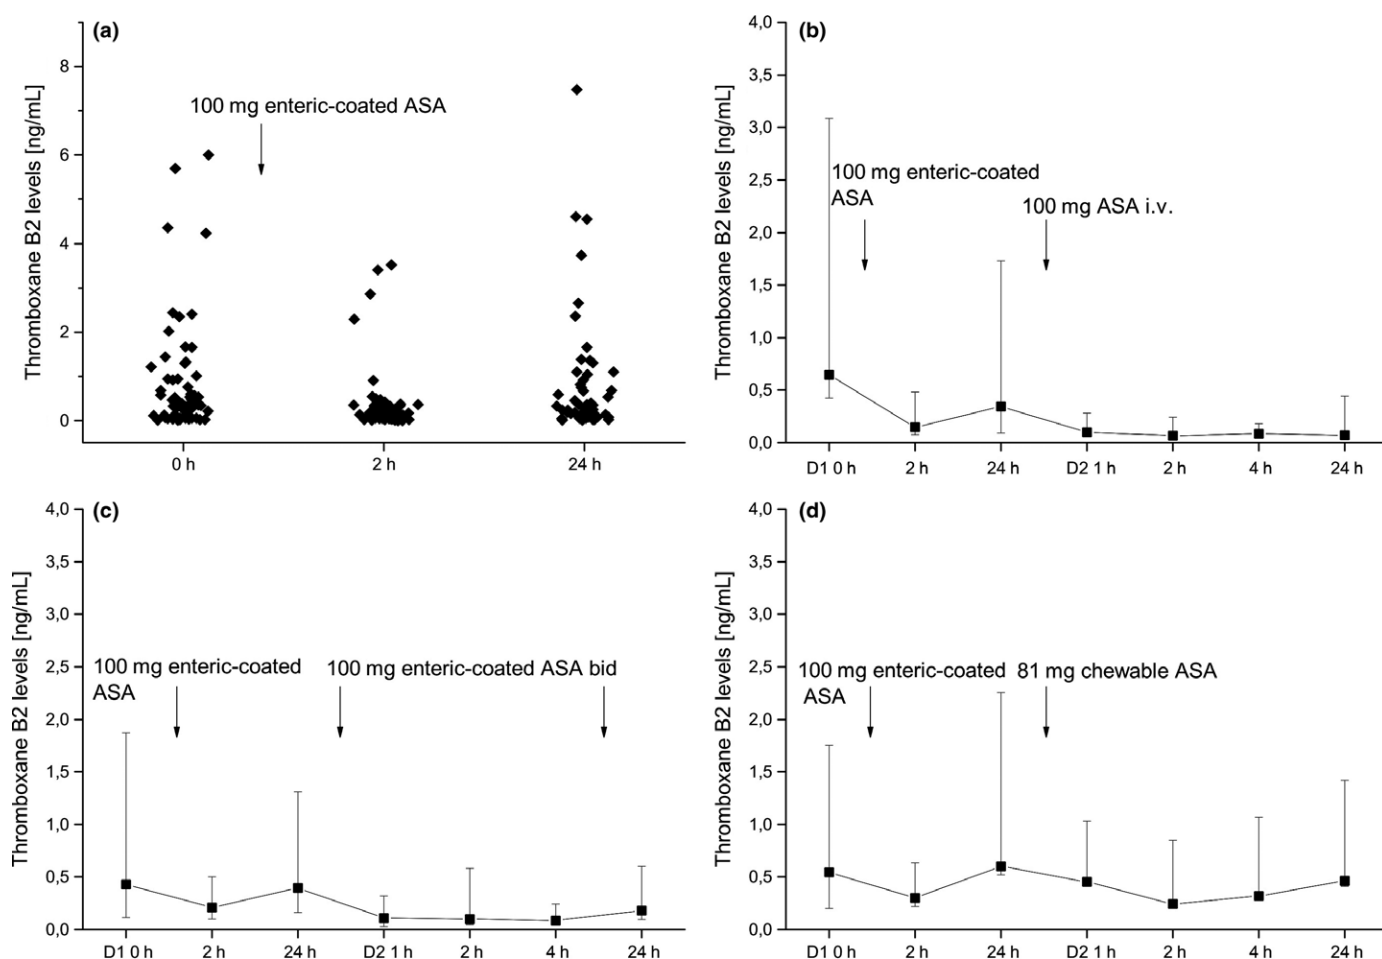 (a)
Thromboxane B2 levels [ng/mL]
8
6
4
2
0
100 mg enteric-coated ASA
0 h 2 h 24 h
(b)
Thromboxane B2 levels [ng/mL]
4,0
3,5
3,0
2,5
2,0
1,5
1,0
0,5
0,0
100 mg enteric-coated
ASA
100 mg ASA i.v.
D1 0 h 2 h 24 h D2 1 h 2 h 4 h 24 h
(c)
Thromboxane B2 levels [ng/mL]
4,0
3,5
3,0
2,5
2,0
1,5
1,0
0,5
0,0
100 mg enteric-coated
ASA
100 mg enteric-coated ASA bid
D1 0 h 2 h 24 h D2 1 h 2 h 4 h 24 h
(d)
Thromboxane B2 levels [ng/mL]
4,0
3,5
3,0
2,5
2,0
1,5
1,0
0,5
0,0
100 mg enteric-coated
ASA
81 mg chewable ASA
D1 0 h 2 h 24 h D2 1 h 2 h 4 h 24 h